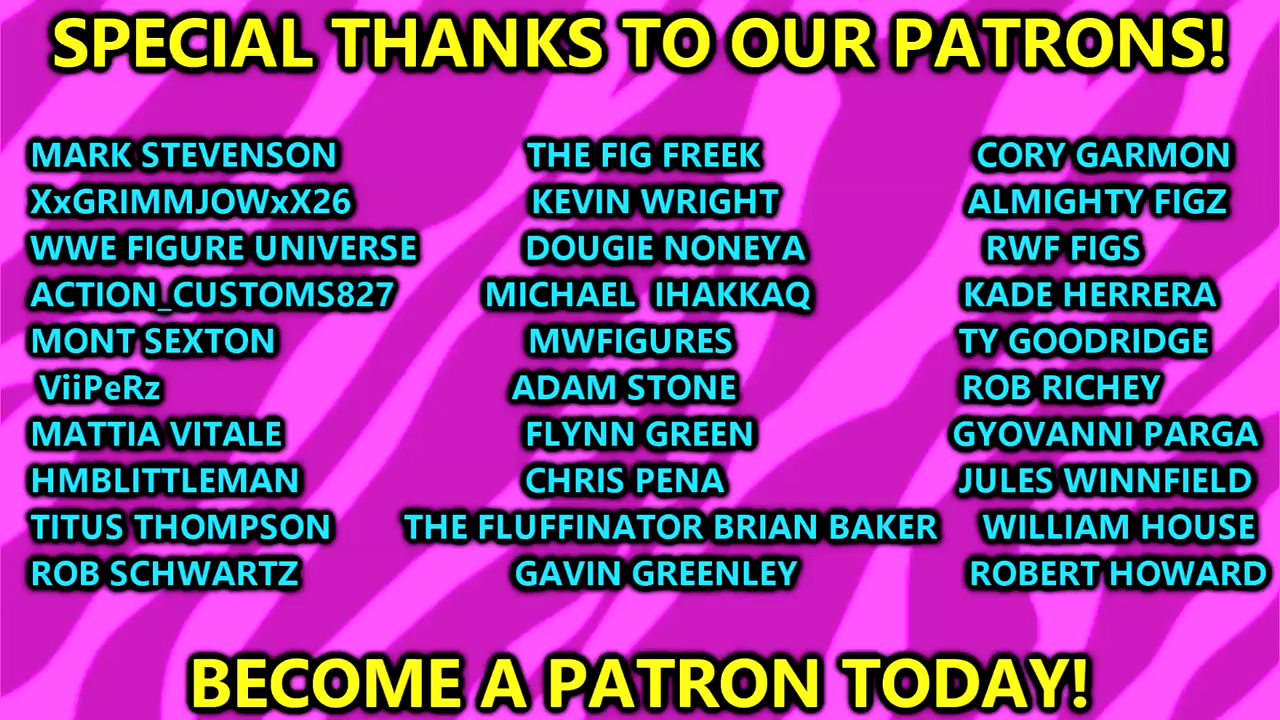 SPECIAL THANKS TO OUR PATRONS!
MARK STEVENSON
XxGRIMMJOWxX26
WWE FIGURE UNIVERSE
ACTION_CUSTOMS827
MONT SEXTON
ViiPeRz
MATTIA VITALE
HMBLITTLEMAN
TITUS THOMPSON
ROB SCHWARTZ
THE FIG FREEK
KEVIN WRIGHT
DOUGIE NONEYA
MICHAEL IHAKKAQ
MWFIGURES
ADAM STONE
FLYNN GREEN
CHRIS PENA
THE FLUFFINATOR BRIAN BAKER
GAVIN GREENLEY
CORY GARMON
ALMIGHTY FIGZ
RWF FIGS
KADE HERRERA
TY GOODRIDGE
ROB RICHEY
GYOVANNI PARGA
JULES WINNFIELD
WILLIAM HOUSE
ROBERT HOWARD
BECOME A PATRON TODAY!